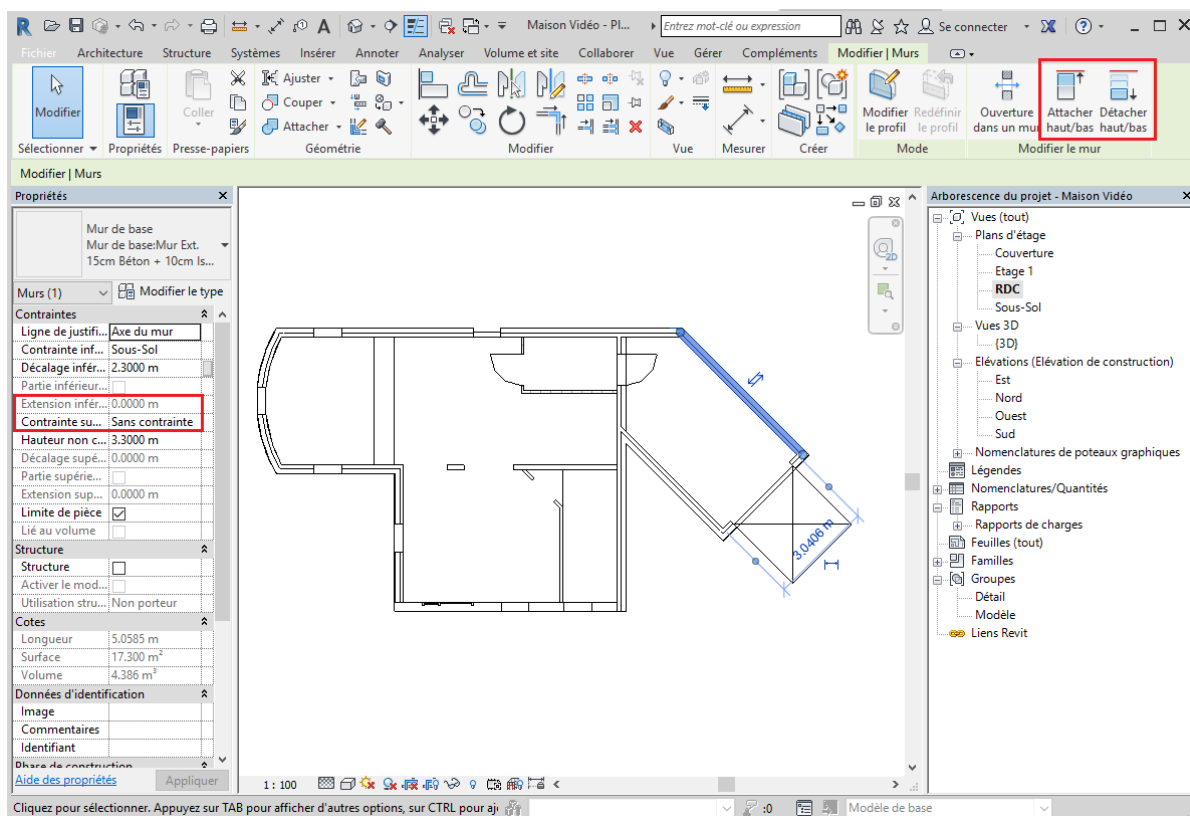 R A Maison Vidéo - Pl... Entrez mot-clé ou expression Se connecter ?
Fichier Architecture Structure Systèmes Insérer Annoter Analyser Volume et site Collaborer Vue Gérer Compléments Modifier | Murs
Modifier
Coller
Ajuster
Couper
Attacher
Modifier le profil
Redéfinir le profil
Ouverture dans un mur
Attacher haut/bas
Détacher haut/bas
Sélectionner Propriétés Presse-papiers Géométrie Modifier Vue Mesurer Créer Mode Modifier le mur
Modifier | Murs
Propriétés
Mur de base
Mur de base:Mur Ext.
15cm Béton + 10cm Is...
Murs (1) Modifier le type
Contraintes
Ligne de justifi... Axe du mur
Contrainte inf... Sous-Sol
Décalage infér... 2.3000 m
Partie inférieur...
Extension infér... 0.0000 m
Contrainte su... Sans contrainte
Hauteur non c... 3.3000 m
Décalage supé... 0.0000 m
Partie supérie...
Extension sup... 0.0000 m
Limite de pièce
Lié au volume
Structure
Structure
Activer le mod...
Utilisation stru... Non porteur
Cotes
Longueur 5.0585 m
Surface 17.300 m²
Volume 4.386 m³
Données d'identification
Image
Commentaires
Identifiant
Phase de construction
Aide des propriétés Appliquer
2D
3.0406 m
1 : 100
Arborescence du projet - Maison Vidéo
Vues (tout)
Plans d'étage
Couverture
Etage 1
RDC
Sous-Sol
Vues 3D
{3D}
Elévations (Elévation de construction)
Est
Nord
Ouest
Sud
Nomenclatures de poteaux graphiques
Légendes
Nomenclatures/Quantités
Rapports
Rapports de charges
Feuilles (tout)
Familles
Groupes
Détail
Modèle
Liens Revit
Cliquez pour sélectionner. Appuyez sur TAB pour afficher d'autres options, sur CTRL pour aj :0 Modèle de base